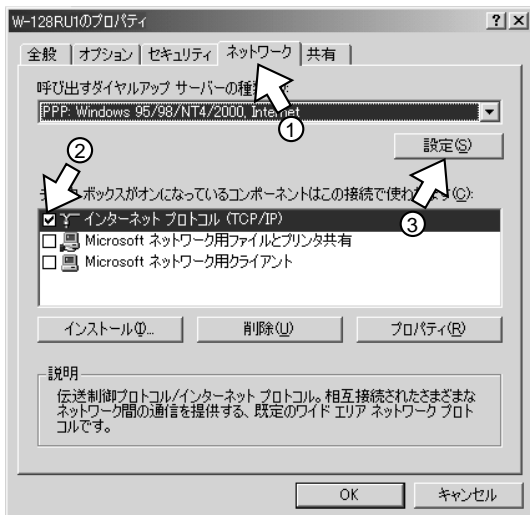 W-128RU1のプロパティ
全般 オプション セキュリティ ネットワーク 共有
①
呼び出すダイヤルアップ サーバーの種
PPP: Windows 95/98/NT4/2000, Internet
設定(S)
②
③
ボックスがオンになっているコンポーネントはこの接続で使わ (C):
インターネット プロトコル (TCP/IP)
Microsoft ネットワーク用ファイルとプリンタ共有
Microsoft ネットワーク用クライアント
インストール(I)... 削除(U) プロパティ(R)
説明
伝送制御プロトコル/インターネット プロトコル。相互接続されたさまざまな
ネットワーク間の通信を提供する、既定のワイド エリア ネットワーク プロト
コルです。
OK キャンセル